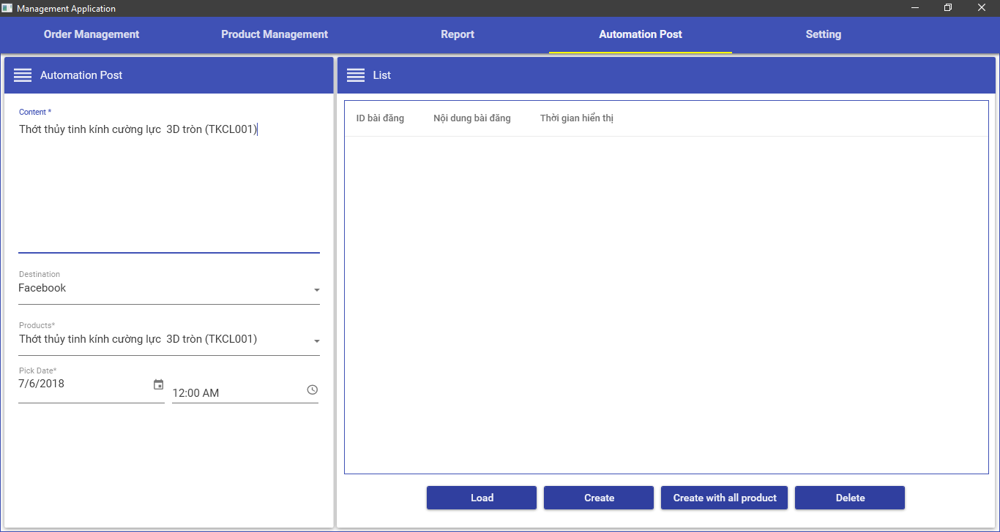 Management Application
Order Management
Product Management
Report
Automation Post
Setting
Automation Post
Content *
Thớt thủy tinh kính cường lực  3D tròn (TKCL001)
Destination
Facebook
Products*
Thớt thủy tinh kính cường lực  3D tròn (TKCL001)
Pick Date*
7/6/2018
12:00 AM
List
ID bài đăng
Nội dung bài đăng
Thời gian hiển thị
Load
Create
Create with all product
Delete